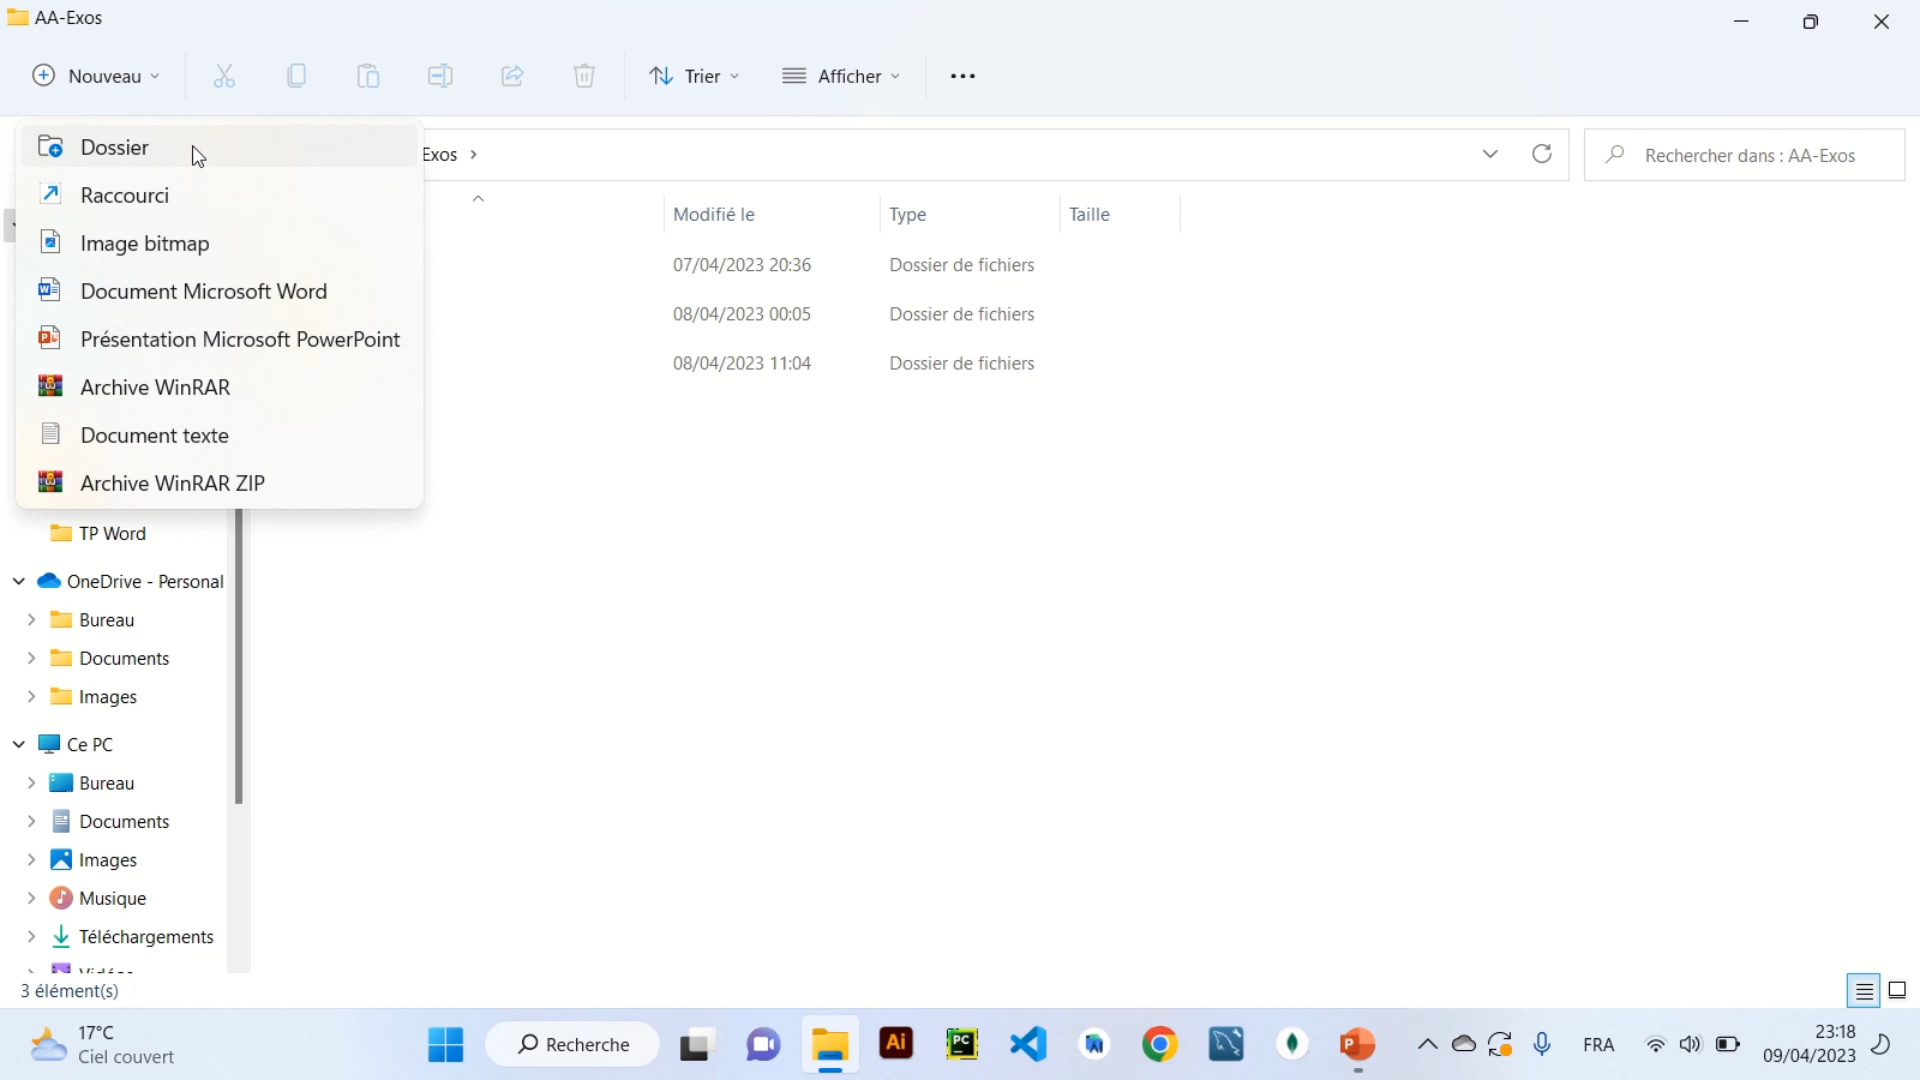 AA-Exos
Nouveau
Trier
Afficher
Dossier
Raccourci
Image bitmap
Document Microsoft Word
Présentation Microsoft PowerPoint
Archive WinRAR
Document texte
Archive WinRAR ZIP
Exos
Rechercher dans : AA-Exos
Modifié le Type Taille
07/04/2023 20:36 Dossier de fichiers
08/04/2023 00:05 Dossier de fichiers
08/04/2023 11:04 Dossier de fichiers
TP Word
OneDrive - Personal
Bureau
Documents
Images
Ce PC
Bureau
Documents
Images
Musique
Téléchargements
3 élément(s)
17°C
Ciel couvert
Recherche
Ai
PC
P
FRA
23:18
09/04/2023